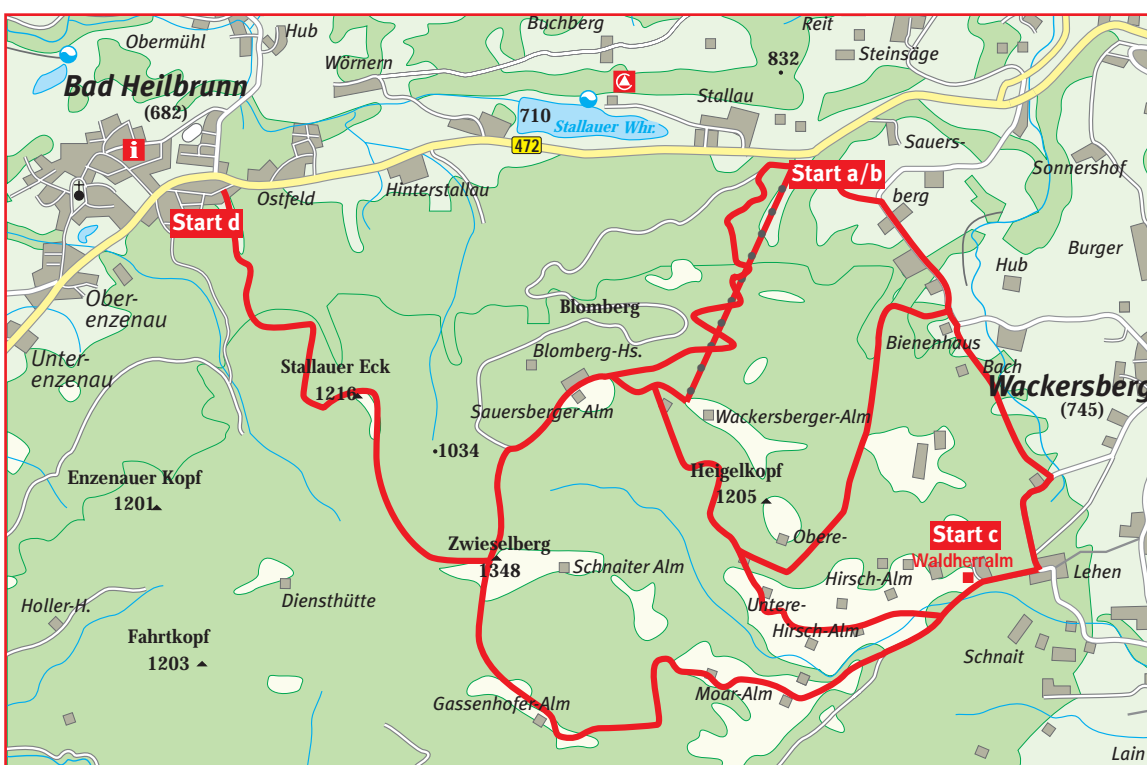 Obermühl
Hub
Buchberg
Reit
Steinsäge
832
Wörnern
Bad Heilbrunn
(682)
710
Stallauer Whr.
Stallau
472
Sauers-
berg
Sonnershof
i
Ostfeld
Hinterstallau
Start a/b
Start d
Burger
Hub
Ober-
enzenau
Unter-
enzenau
Blomberg
Bienenhaus
Blomberg-Hs.
Stallauer Eck
1216
Bach
Wackersberg
(745)
Sauersberger Alm
Wackersberger-Alm
1034
Enzenauer Kopf
1201
Heigelkopf
1205
Obere-
Hirsch-Alm
Start c
Waldherralm
Lehen
Zwieselberg
1348
Schnaiter Alm
Holler-H.
Diensthütte
Untere-
Hirsch-Alm
Fahrtkopf
1203
Schnait
Gassenhofer-Alm
Moar-Alm
Lain